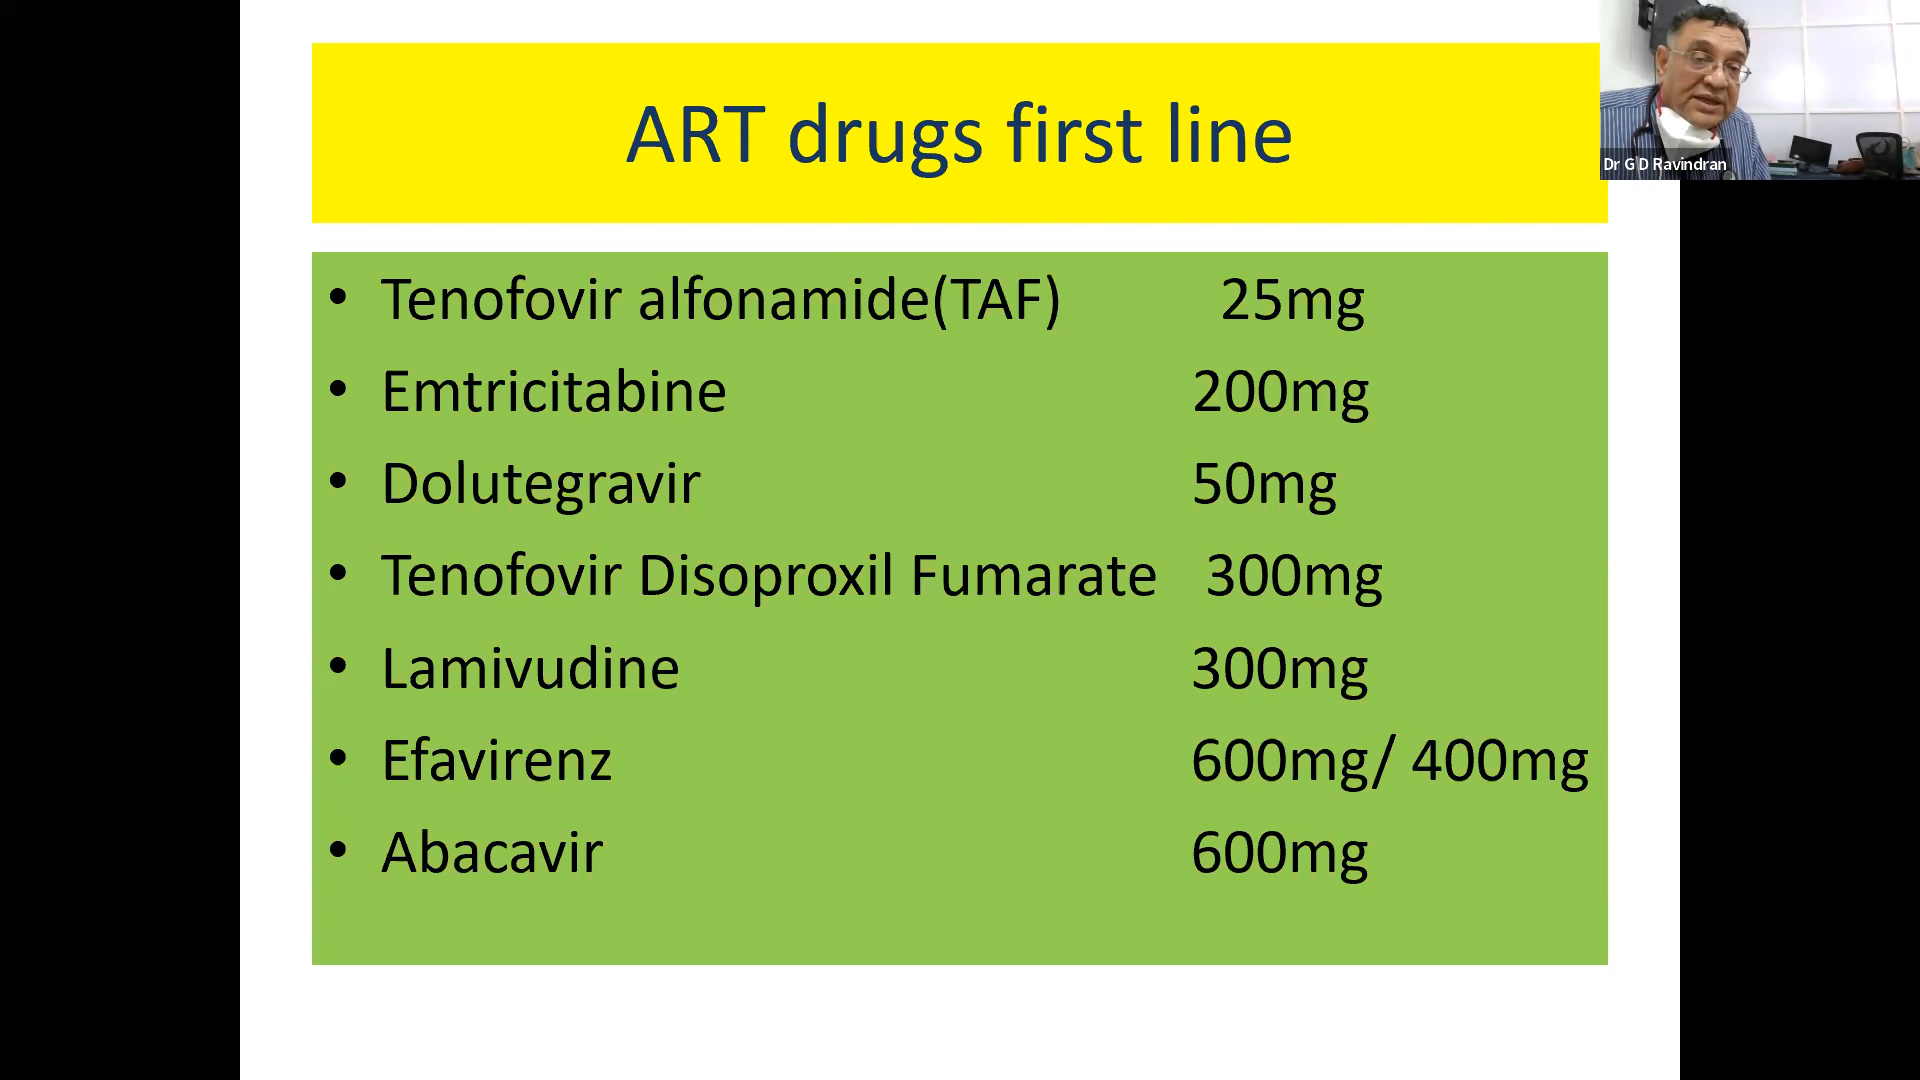 ART drugs first line
Dr G D Ravindran
• Tenofovir alfonamide(TAF) 25mg
• Emtricitabine 200mg
• Dolutegravir 50mg
• Tenofovir Disoproxil Fumarate 300mg
• Lamivudine 300mg
• Efavirenz 600mg/ 400mg
• Abacavir 600mg